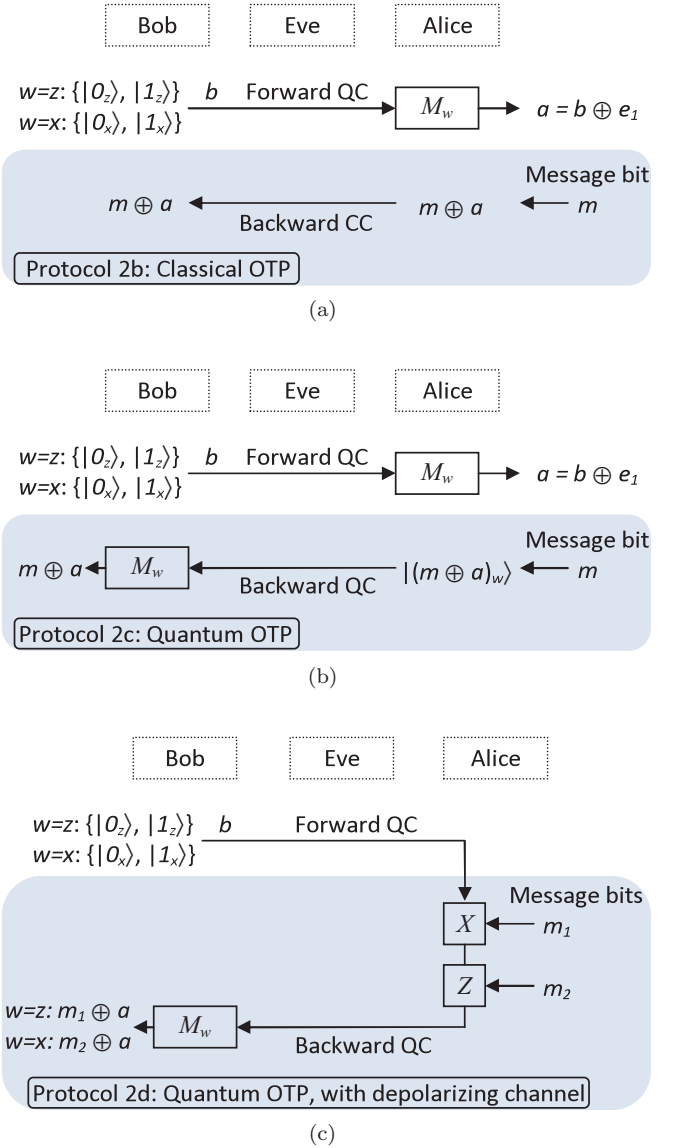 Bob Eve Alice
w=z: {|0z⟩, |1z⟩} b Forward QC
w=x: {|0x⟩, |1x⟩} Mw a = b ⊕ e1
Message bit
m ⊕ a m ⊕ a m
Backward CC
Protocol 2b: Classical OTP
(a)
Bob Eve Alice
w=z: {|0z⟩, |1z⟩} b Forward QC
w=x: {|0x⟩, |1x⟩} Mw a = b ⊕ e1
Message bit
m ⊕ a Mw |(m ⊕ a)w⟩ m
Backward QC
Protocol 2c: Quantum OTP
(b)
Bob Eve Alice
w=z: {|0z⟩, |1z⟩} b Forward QC
w=x: {|0x⟩, |1x⟩}
Message bits
X m1
Z m2
w=z: m1 ⊕ a
w=x: m2 ⊕ a Mw
Backward QC
Protocol 2d: Quantum OTP, with depolarizing channel
(c)